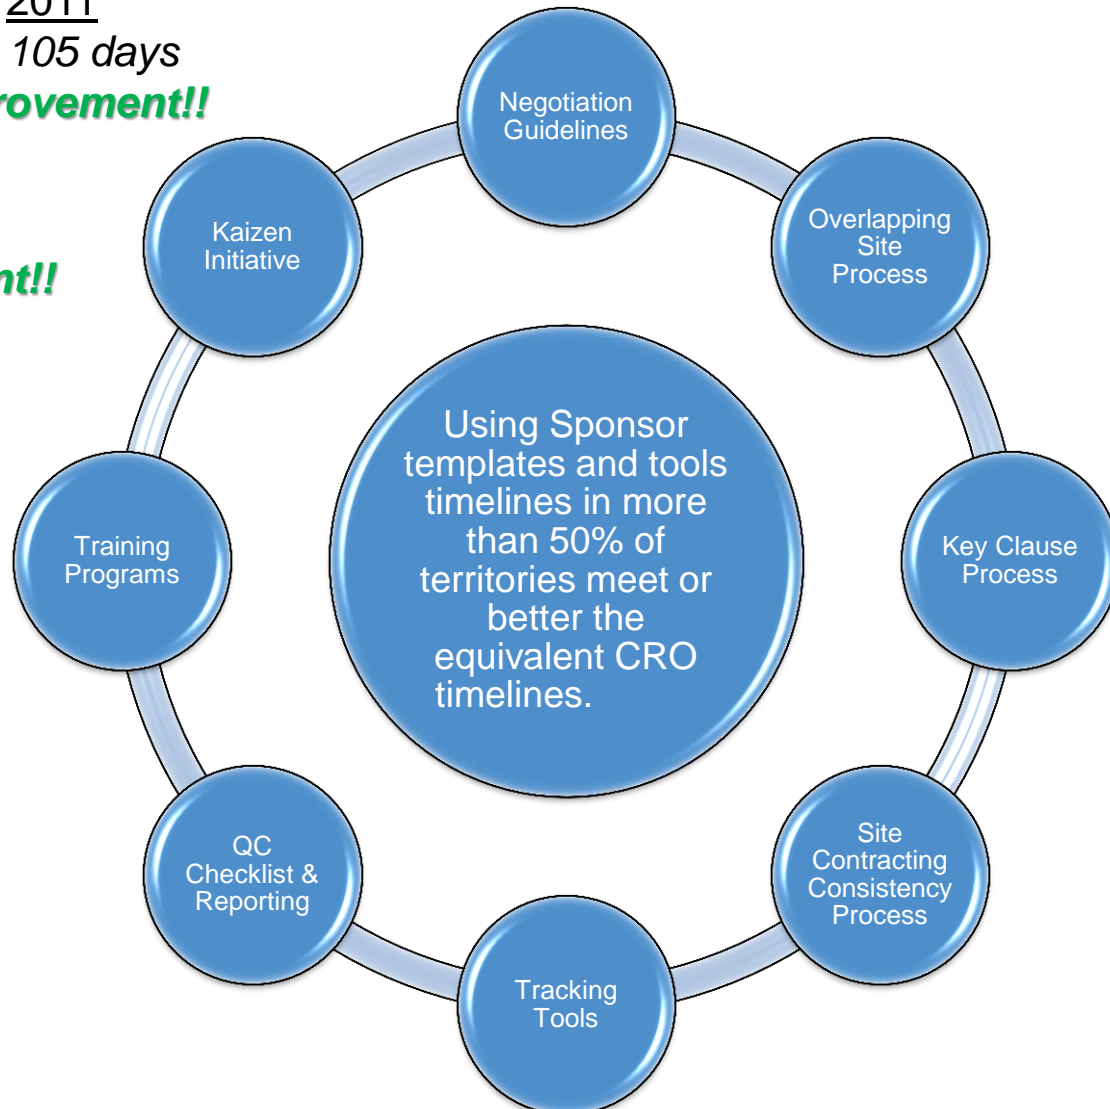 2011
105 days
rovement!!
nt!!
Negotiation
Guidelines
Overlapping
Site
Process
Key Clause
Process
Site
Contracting
Consistency
Process
Tracking
Tools
QC
Checklist &
Reporting
Training
Programs
Kaizen
Initiative
Using Sponsor
templates and tools
timelines in more
than 50% of
territories meet or
better the
equivalent CRO
timelines.